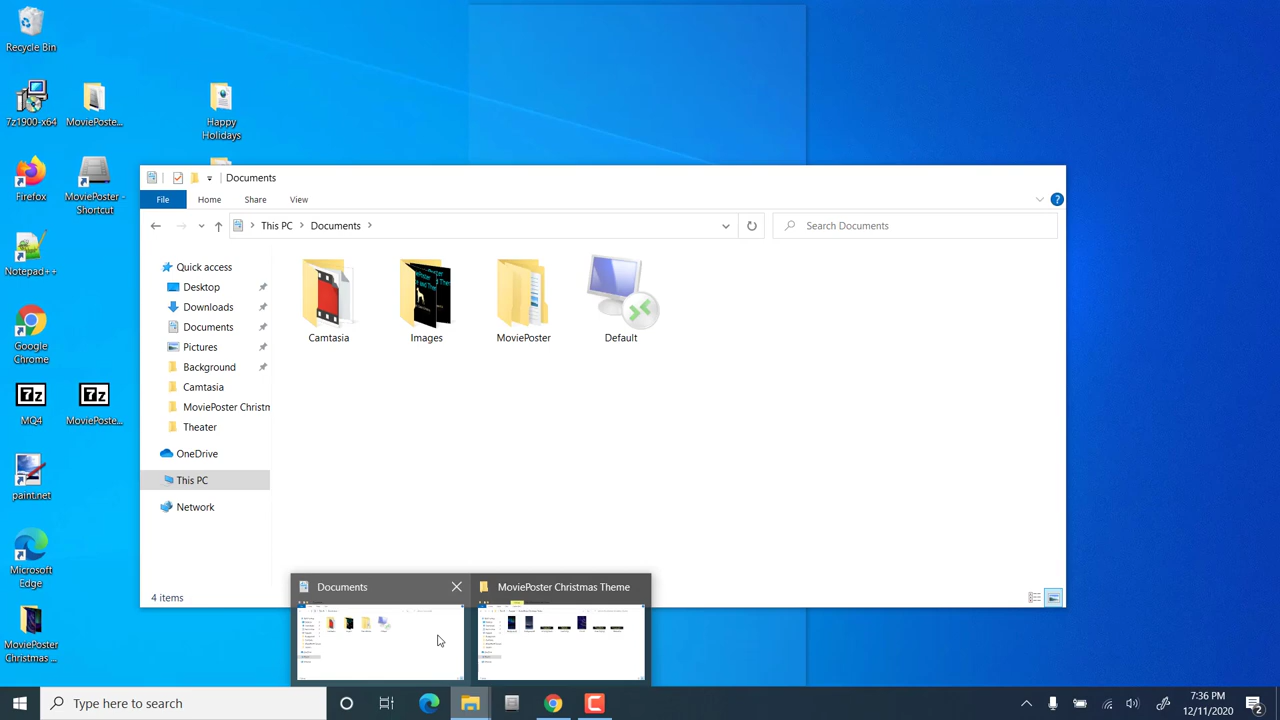 Recycle Bin
7z1900-x64
MoviePoster...
Happy
Holidays
Firefox
MoviePoster -
Shortcut
Notepad++
Google
Chrome
MQ4
MoviePoste...
paint.net
Microsoft
Edge
MoviePoster
Christmas ...
Documents
File
Home
Share
View
This PC
Documents
Search Documents
Quick access
Desktop
Downloads
Documents
Pictures
Background
Camtasia
MoviePoster Christm
Theater
OneDrive
This PC
Network
Camtasia
Images
MoviePoster
Default
4 items
Documents
MoviePoster Christmas Theme
Type here to search
7:36 PM
12/11/2020
2